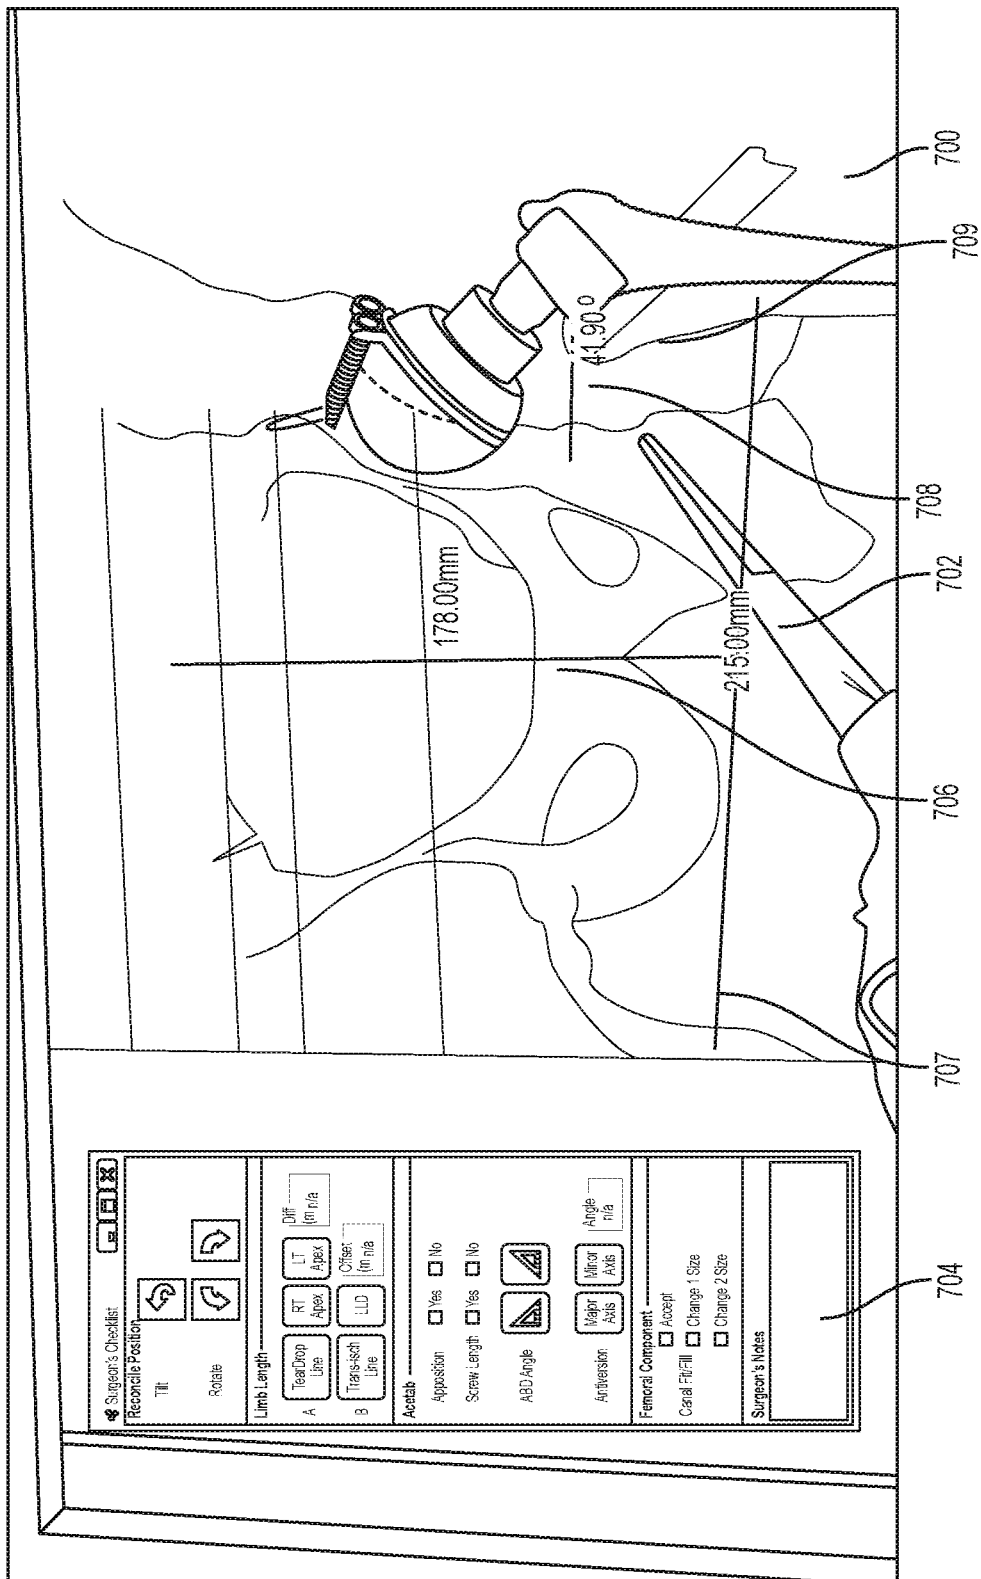 Surgeon's Checklist
Reconcile Position
Tilt
Rotate
Limb Length
A
TearDrop Line
RT Apex
LT Apex
Diff
(m n/a
B
Trans-isch Line
LLD
Offset
(m n/a
Acetab
Apposition
Yes
No
Screw Length
Yes
No
ABD Angle
Antiversion
Major Axis
Minor Axis
Angle
n/a
Femoral Component
Canal Fit/Fill
Accept
Change 1 Size
Change 2 Size
Surgeon's Notes
178.00mm
215.00mm
41.90°
704
707
706
702
708
709
700